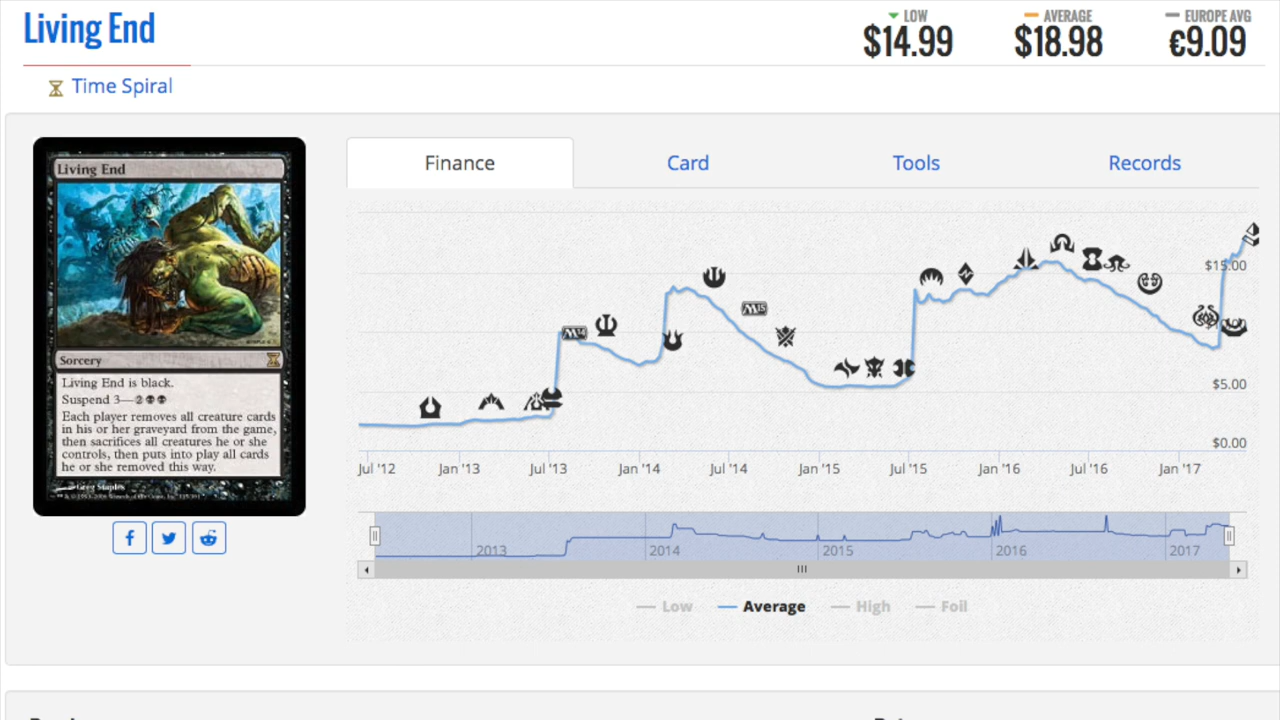 Living End
LOW
$14.99
AVERAGE
$18.98
EUROPE AVG
€9.09
Time Spiral
Living End
Sorcery
Living End is black.
Suspend 3—2
Each player removes all creature cards
in his or her graveyard from the game,
then sacrifices all creatures he or she
controls, then puts into play all cards
he or she removed this way.
Greg Staples
Finance
Card
Tools
Records
M14
M15
$15.00
$5.00
$0.00
Jul '12
Jan '13
Jul '13
Jan '14
Jul '14
Jan '15
Jul '15
Jan '16
Jul '16
Jan '17
2013
2014
2015
2016
2017
Low
Average
High
Foil